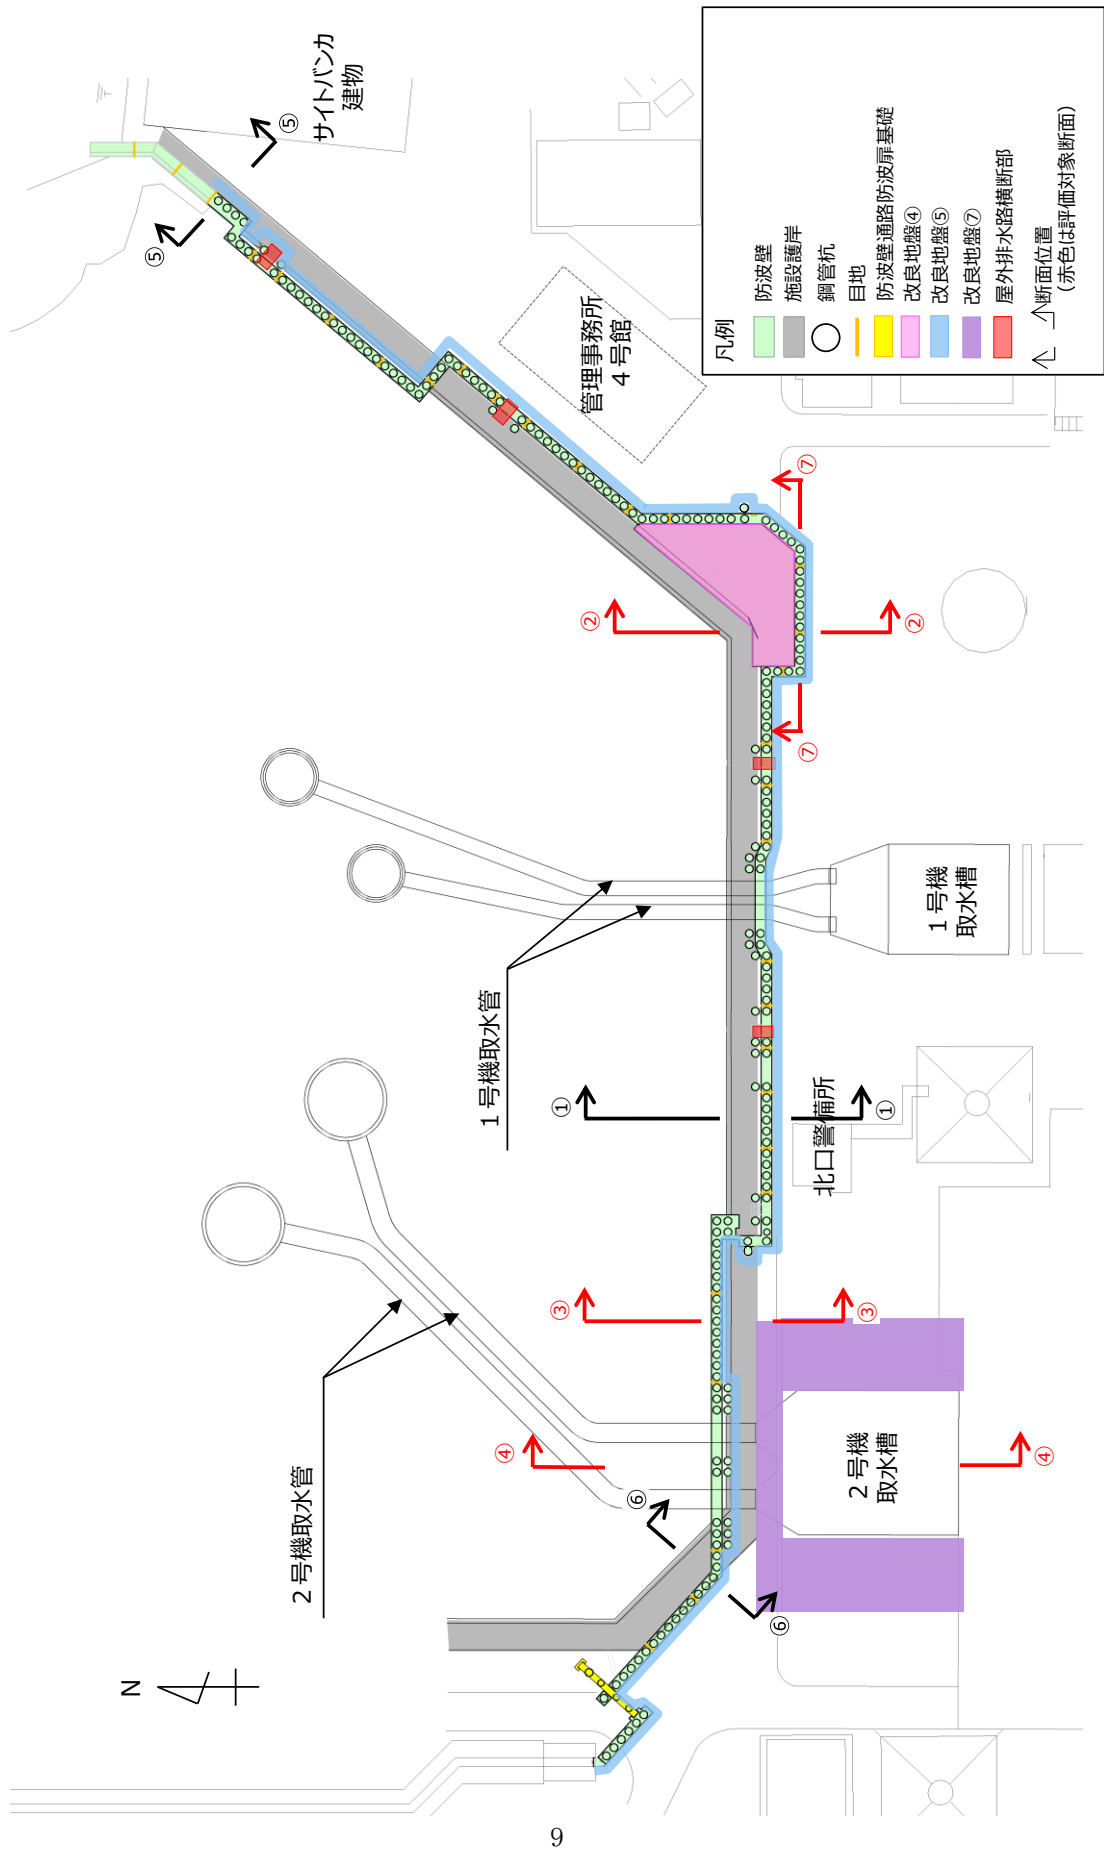 サイトバンカ
建物
⑤
⑤
管理事務所
４号館
凡例
防波壁
施設護岸
鋼管杭
目地
防波壁通路防波扉基礎
改良地盤④
改良地盤⑤
改良地盤⑦
屋外排水路横断部
断面位置
（赤色は評価対象断面）
⑦
②
②
⑦
１号機取水管
１号機
取水槽
①
①
北口警備所
③
③
２号機取水管
④
④
２号機
取水槽
⑥
⑥
N
9